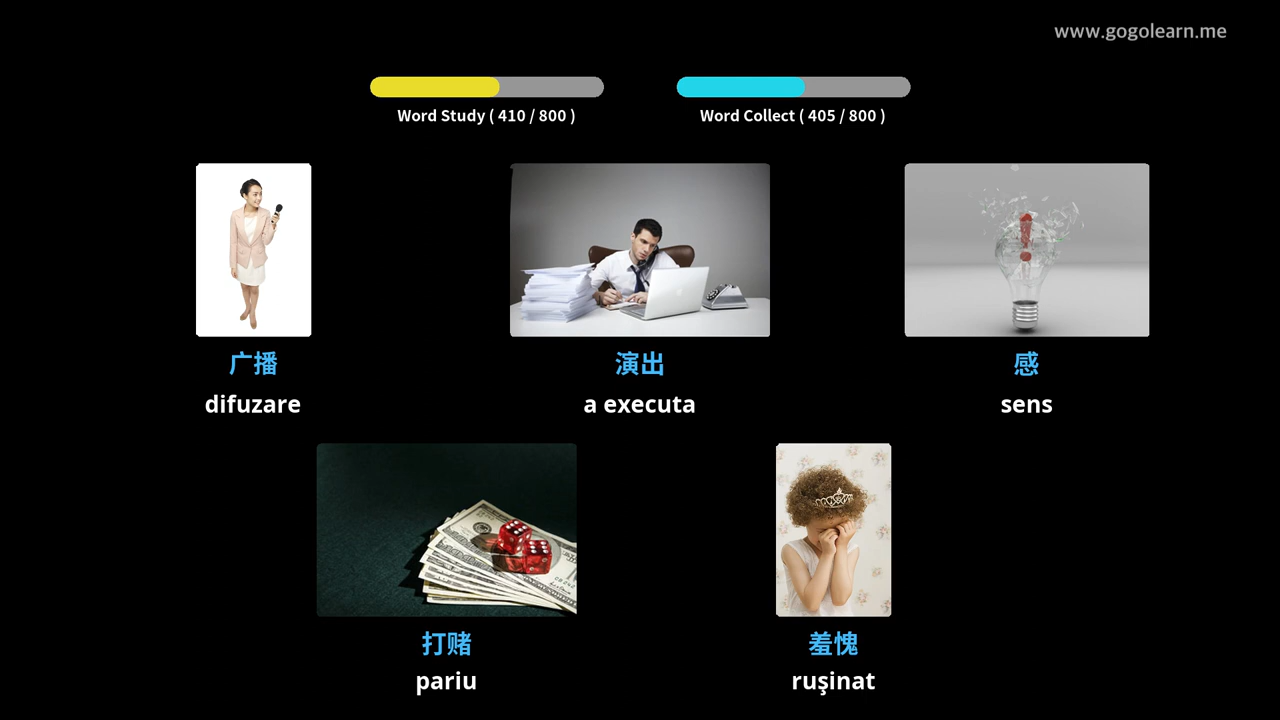 www.gogolearn.me
Word Study ( 410 / 800 )
Word Collect ( 405 / 800 )
广播
演出
感
difuzare
a executa
sens
打赌
羞愧
pariu
ruşinat